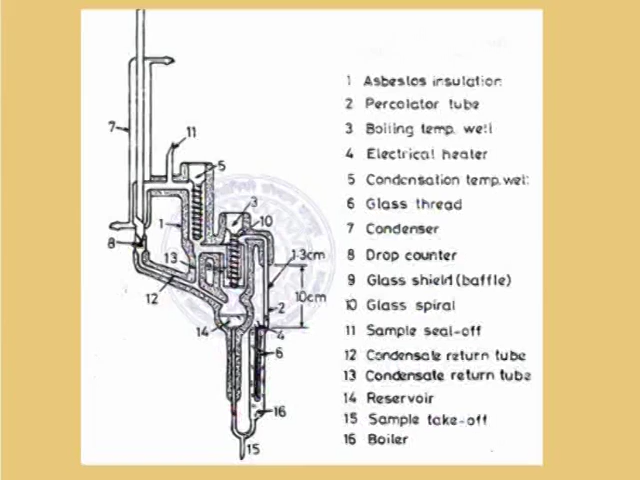 1 Asbestos insulation
2 Percolator tube
3 Boiling temp. well
4 Electrical heater
5 Condensation temp. well
6 Glass thread
7 Condenser
8 Drop counter
9 Glass shield (baffle)
10 Glass spiral
11 Sample seal-off
12 Condensate return tube
13 Condensate return tube
14 Reservoir
15 Sample take-off
16 Boiler
7
11
5
3
10
1
8
13
1·3cm
12
10cm
2
14
4
6
16
15